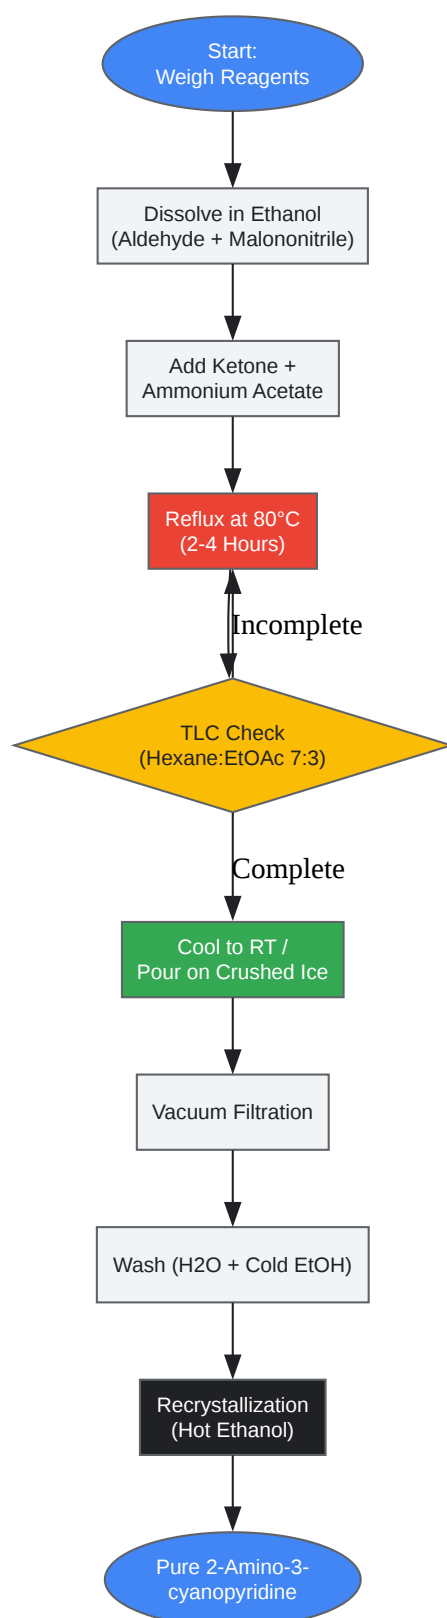 Start:
Weigh Reagents
Dissolve in Ethanol
(Aldehyde + Malononitrile)
Add Ketone +
Ammonium Acetate
Reflux at 80°C
(2-4 Hours)
Incomplete
TLC Check
(Hexane:EtOAc 7:3)
Complete
Cool to RT /
Pour on Crushed Ice
Vacuum Filtration
Wash (H2O + Cold EtOH)
Recrystallization
(Hot Ethanol)
Pure 2-Amino-3-
cyanopyridine